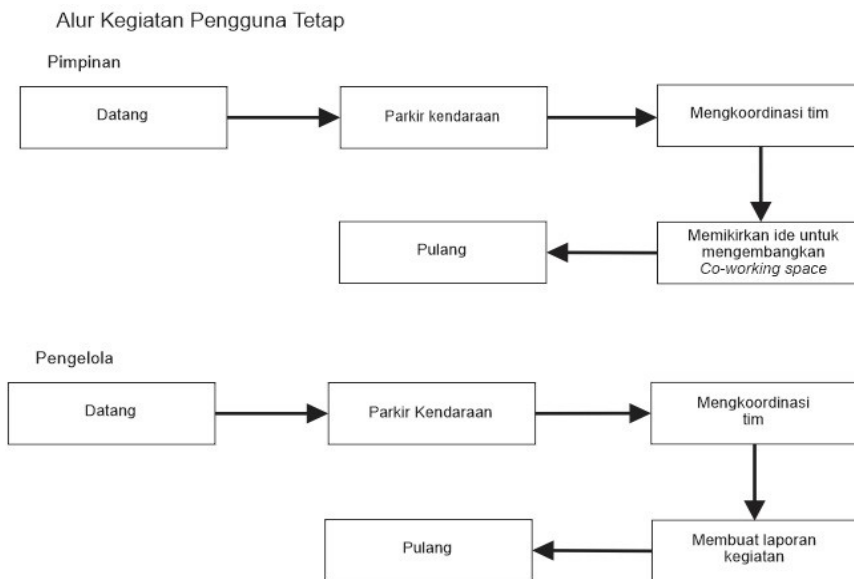 Alur Kegiatan Pengguna Tetap
Pimpinan
Datang
Parkir kendaraan
Mengkoordinasi tim
Memikirkan ide untuk
mengembangkan
Co-working space
Pulang
Pengelola
Datang
Parkir Kendaraan
Mengkoordinasi
tim
Membuat laporan
kegiatan
Pulang